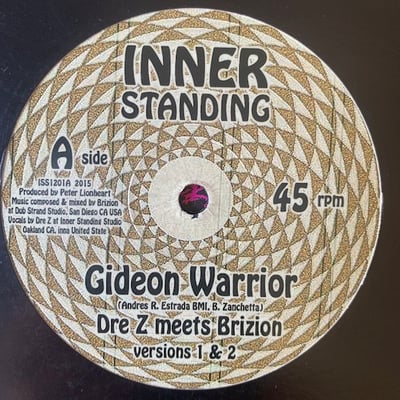 INNER
STANDING
A side
ISS1201A 2015
Produced by Peter Lionheart
Music composed & mixed by Brizion
at Dub Strand Studio, San Diego CA USA
Vocals by Dre Z at Inner Standing Studio
Oakland CA, inna United State
45 rpm
Gideon Warrior
(Andres R. Estrada BMI, B. Zanchetta)
Dre Z meets Brizion
versions 1 & 2